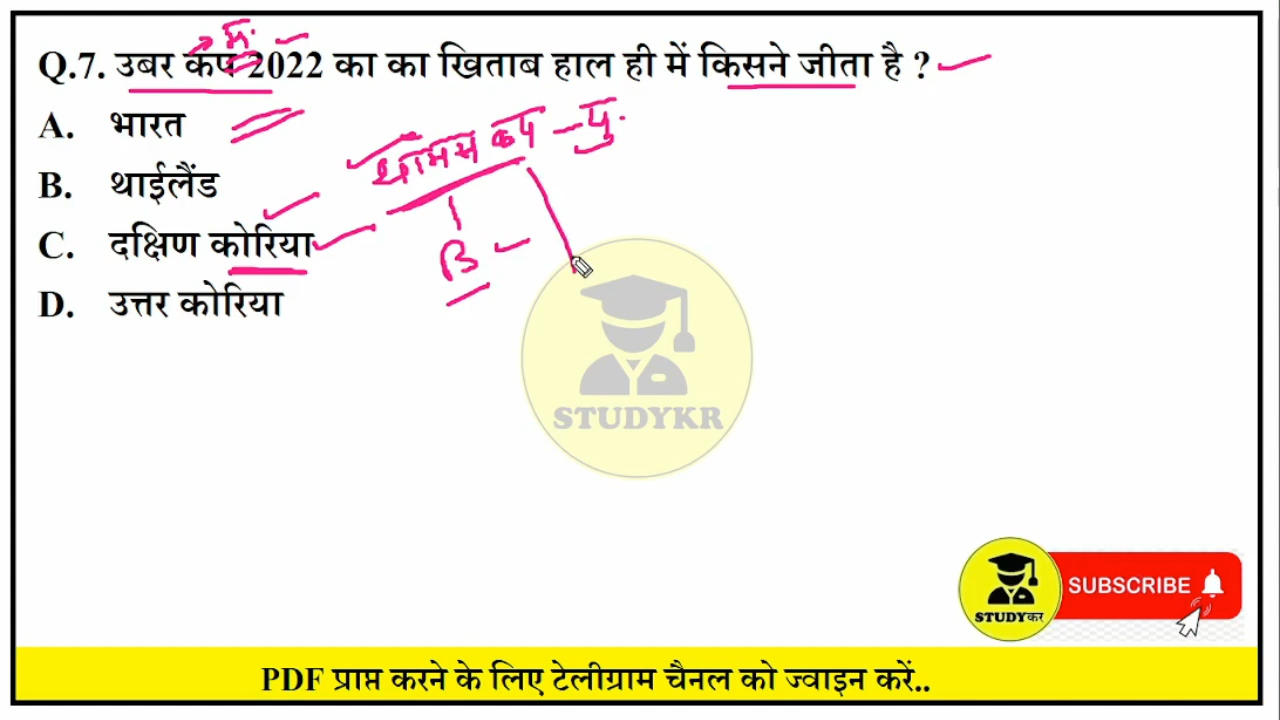 म.
Q.7. उबर कप 2022 का का खिताब हाल ही में किसने जीता है ?
A. भारत
थामस कप – पु.
B. थाईलैंड
C. दक्षिण कोरिया
B
D. उत्तर कोरिया
STUDYKR
SUBSCRIBE
STUDYकर
PDF प्राप्त करने के लिए टेलीग्राम चैनल को ज्वाइन करें..